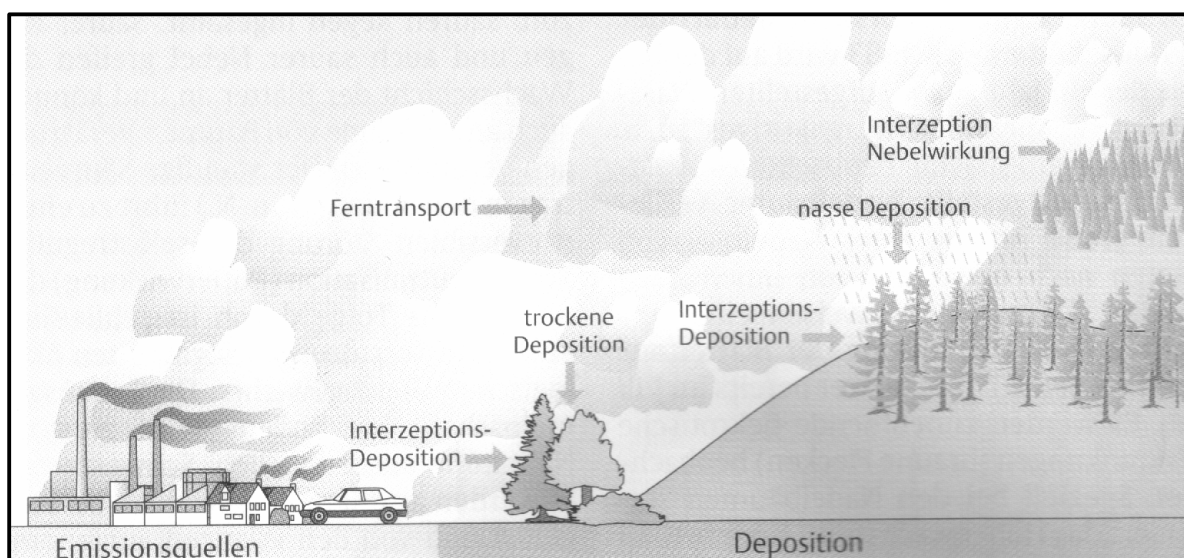 Interzeption
Nebelwirkung
Ferntransport
nasse Deposition
Interzeptions-
Deposition
trockene
Deposition
Interzeptions-
Deposition
Emissionsquellen
Deposition